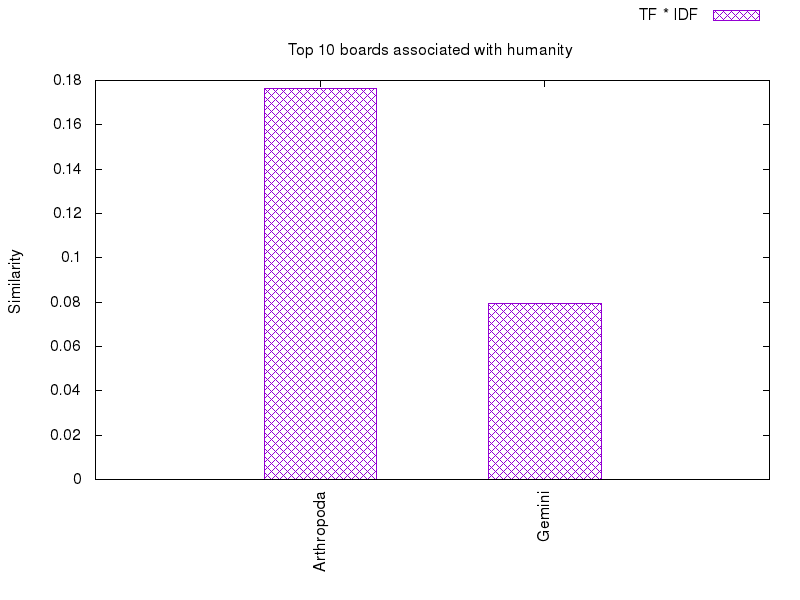 TF * IDF
Top 10 boards associated with humanity
0.18
0.16
0.14
0.12
0.1
0.08
0.06
0.04
0.02
0
Similarity
Arthropoda
Gemini